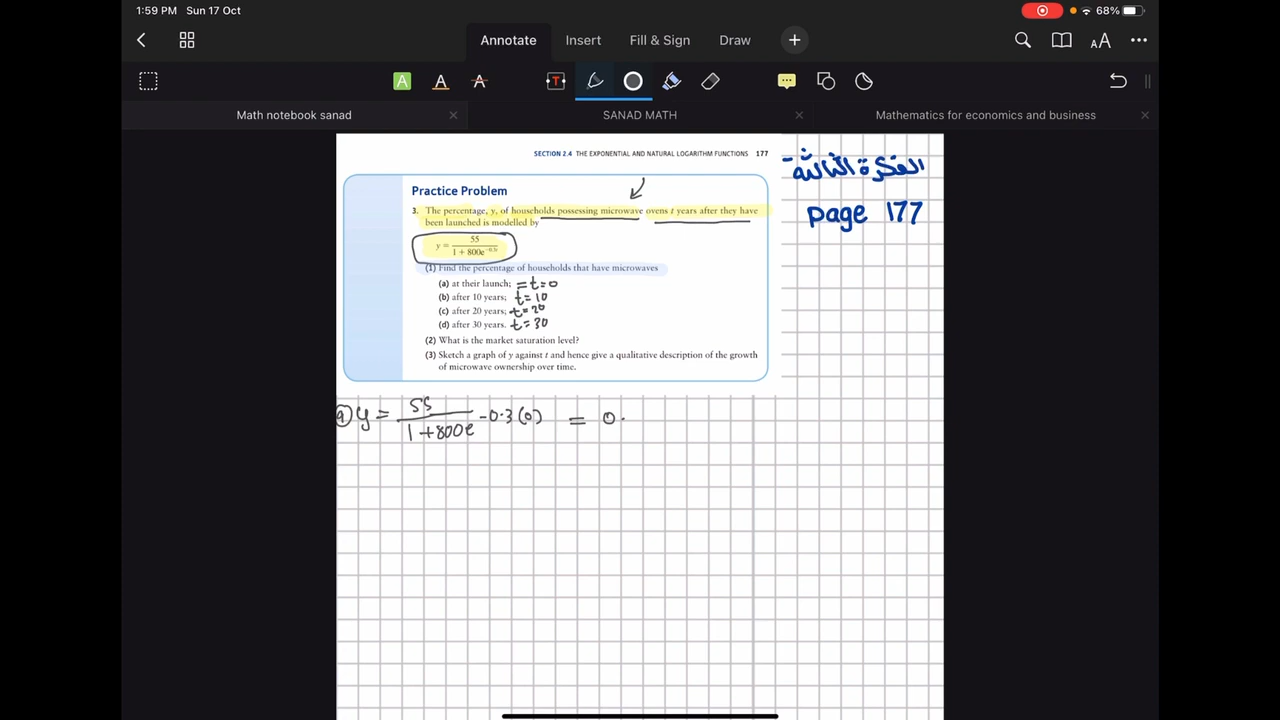 1:59 PM Sun 17 Oct
68%
Annotate Insert Fill & Sign Draw
Math notebook sanad
SANAD MATH
Mathematics for economics and business
SECTION 2.4 THE EXPONENTIAL AND NATURAL LOGARITHM FUNCTIONS 177
الفكرة الثالثة -
page 177
Practice Problem
3. The percentage, y, of households possessing microwave ovens t years after they have
been launched is modelled by
y = 55 / 1 + 800e^-0.3t
(1) Find the percentage of households that have microwaves
(a) at their launch; = t = 0
(b) after 10 years; t = 10
(c) after 20 years; t = 20
(d) after 30 years. t = 30
(2) What is the market saturation level?
(3) Sketch a graph of y against t and hence give a qualitative description of the growth
of microwave ownership over time.
a y = 55 / 1 + 800e -0.3(0) = 0.